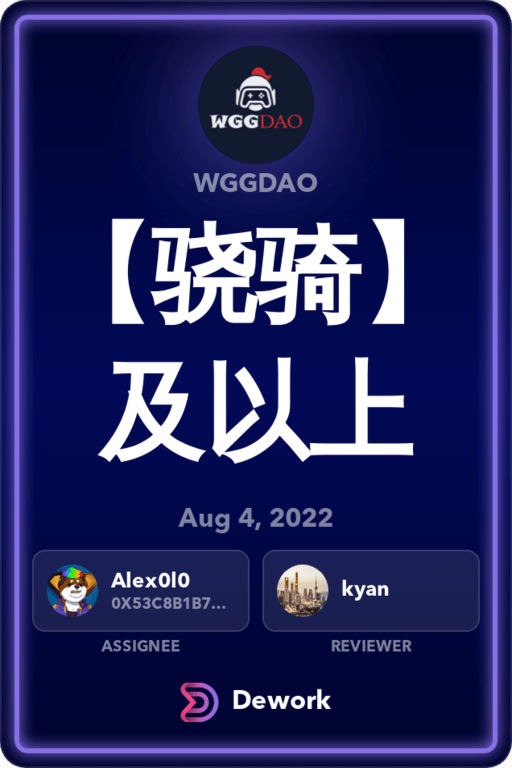 WGGDAO
WGGDAO
【骁骑】
及以上
Aug 4, 2022
Alex0l0
0X53C8B1B7...
kyan
ASSIGNEE
REVIEWER
Dework